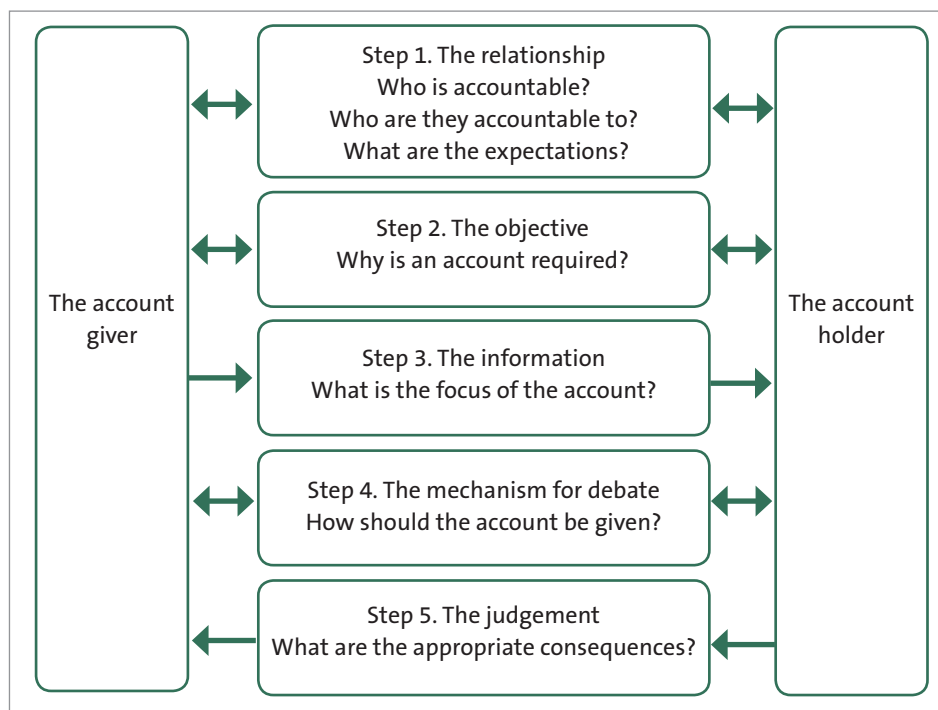 Step 1. The relationship
Who is accountable?
Who are they accountable to?
What are the expectations?
Step 2. The objective
Why is an account required?
The account
giver
The account
holder
Step 3. The information
What is the focus of the account?
Step 4. The mechanism for debate
How should the account be given?
Step 5. The judgement
What are the appropriate consequences?